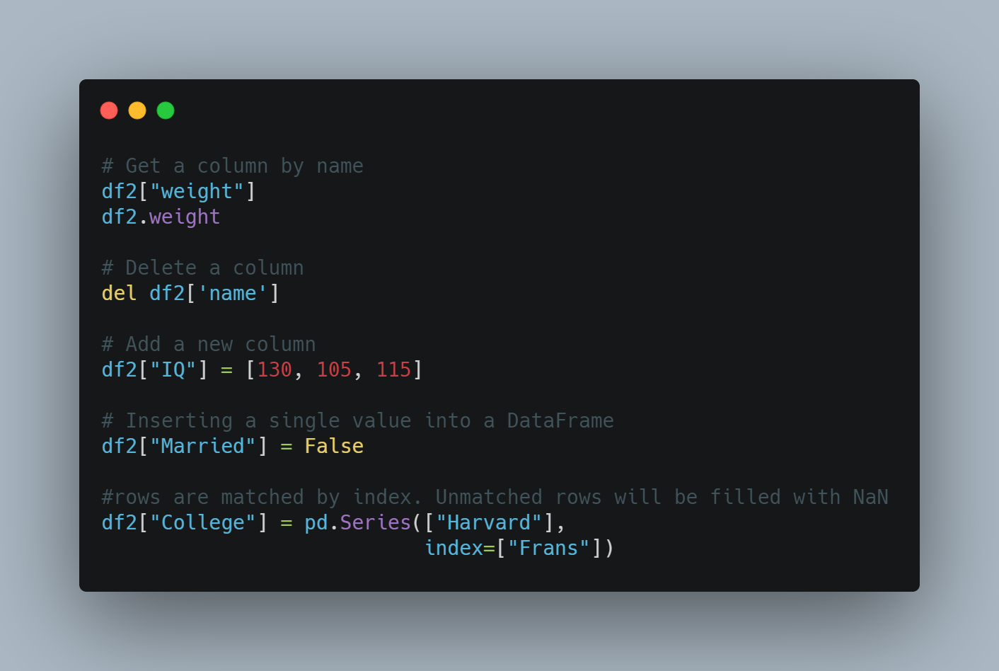 # Get a column by name
df2["weight"]
df2.weight

# Delete a column
del df2['name']

# Add a new column
df2["IQ"] = [130, 105, 115]

# Inserting a single value into a DataFrame
df2["Married"] = False

#rows are matched by index. Unmatched rows will be filled with NaN
df2["College"] = pd.Series(["Harvard"],
                           index=["Frans"])